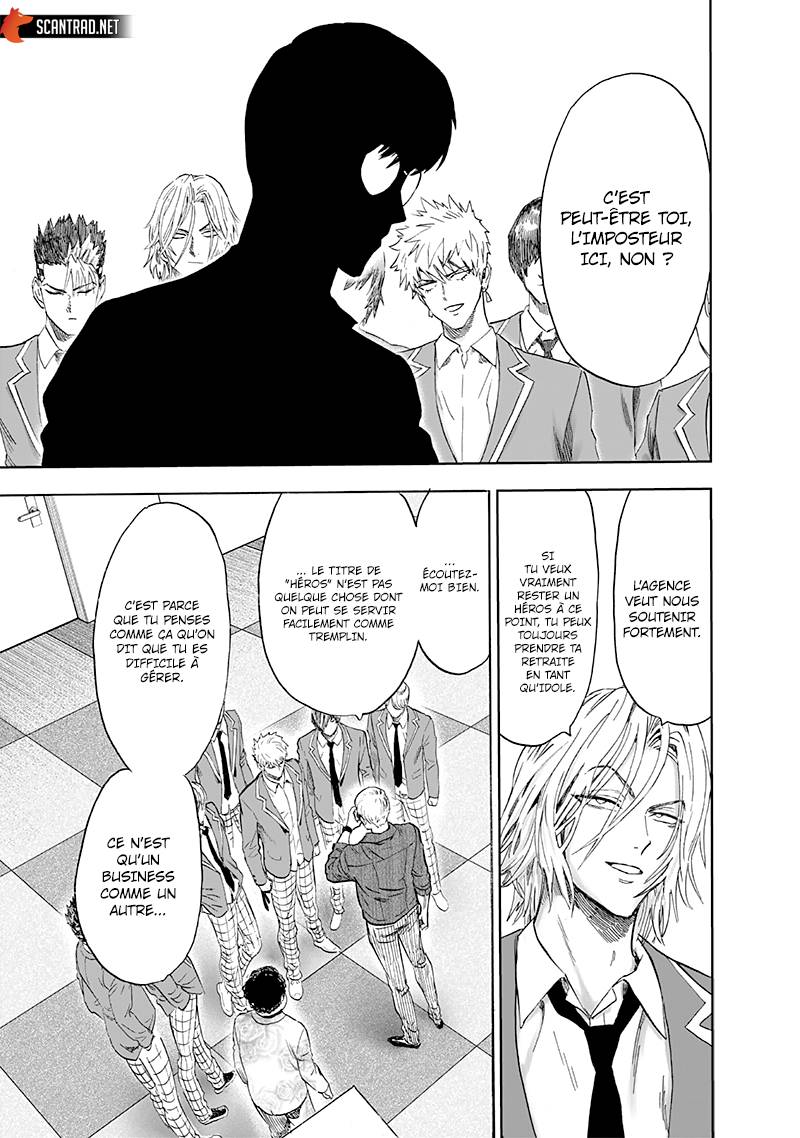 SCANTRAD.NET
C'EST
PEUT-ÊTRE TOI,
L'IMPOSTEUR
ICI, NON ?
L'AGENCE
VEUT NOUS
SOUTENIR
FORTEMENT.
SI
TU VEUX
VRAIMENT
RESTER UN
HÉROS À CE
POINT, TU PEUX
TOUJOURS
PRENDRE TA
RETRAITE
EN TANT
QU'IDOLE.
...
ÉCOUTEZ-
MOI BIEN.
... LE TITRE DE
"HÉROS" N'EST PAS
QUELQUE CHOSE DONT
ON PEUT SE SERVIR
FACILEMENT COMME
TREMPLIN.
C'EST PARCE
QUE TU PENSES
COMME ÇA QU'ON
DIT QUE TU ES
DIFFICILE À
GÉRER.
CE N'EST
QU'UN
BUSINESS
COMME UN
AUTRE...